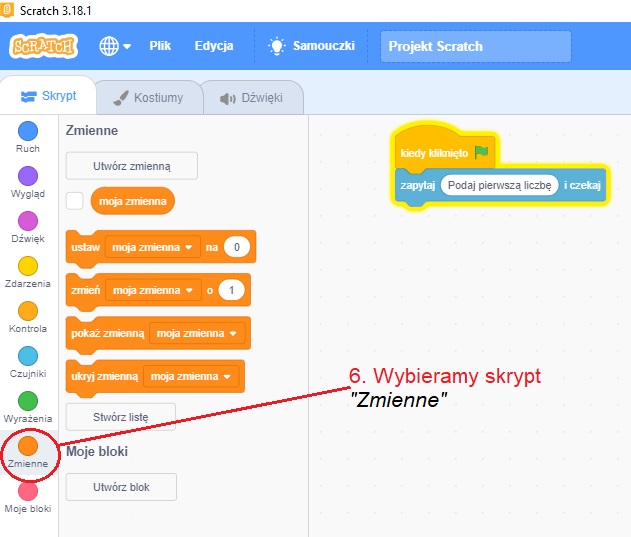 Scratch 3.18.1
SCRATCH
Plik
Edycja
Samouczki
Projekt Scratch
Skrypt
Kostiumy
Dźwięki
Ruch
Wygląd
Dźwięk
Zdarzenia
Kontrola
Czujniki
Wyrażenia
Zmienne
Moje bloki
Zmienne
Utwórz zmienną
moja zmienna
ustaw moja zmienna na 0
zmień moja zmienna o 1
pokaż zmienną moja zmienna
ukryj zmienną moja zmienna
Stwórz listę
Moje bloki
Utwórz blok
kiedy kliknięto
zapytaj Podaj pierwszą liczbę i czekaj
6. Wybieramy skrypt
"Zmienne"